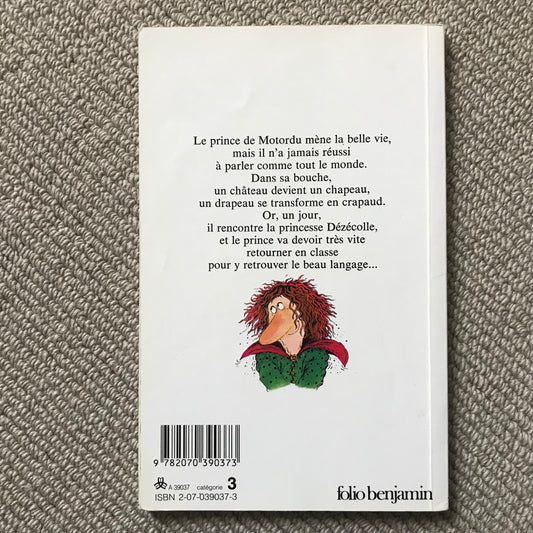 Le prince de Motordu mène la belle vie,
mais il n'a jamais réussi
à parler comme tout le monde.
Dans sa bouche,
un château devient un chapeau,
un drapeau se transforme en crapaud.
Or, un jour,
il rencontre la princesse Dézécolle,
et le prince va devoir très vite
retourner en classe
pour y retrouver le beau langage...
9 782070 390373
A 39037 catégorie 3
ISBN 2-07-039037-3
folio benjamin